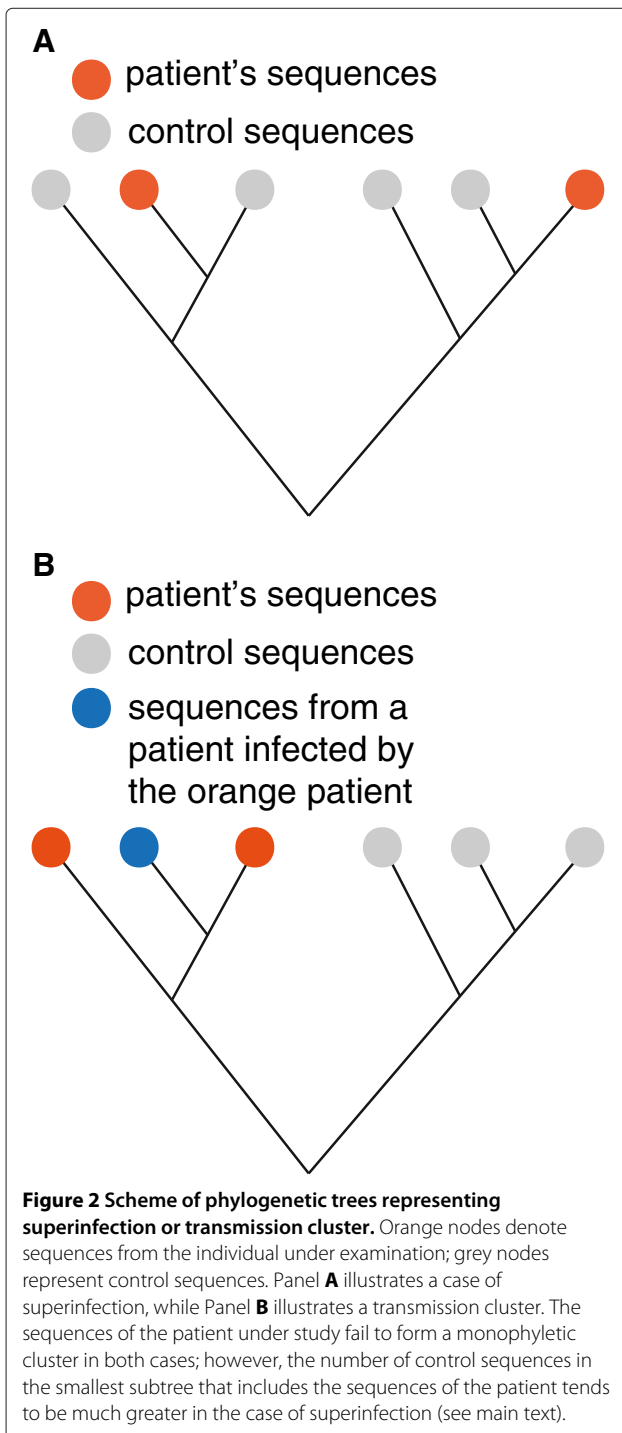 A
patient's sequences
control sequences
B
patient's sequences
control sequences
sequences from a
patient infected by
the orange patient
Figure 2 Scheme of phylogenetic trees representing
superinfection or transmission cluster. Orange nodes denote
sequences from the individual under examination; grey nodes
represent control sequences. Panel A illustrates a case of
superinfection, while Panel B illustrates a transmission cluster. The
sequences of the patient under study fail to form a monophyletic
cluster in both cases; however, the number of control sequences in
the smallest subtree that includes the sequences of the patient tends
to be much greater in the case of superinfection (see main text).